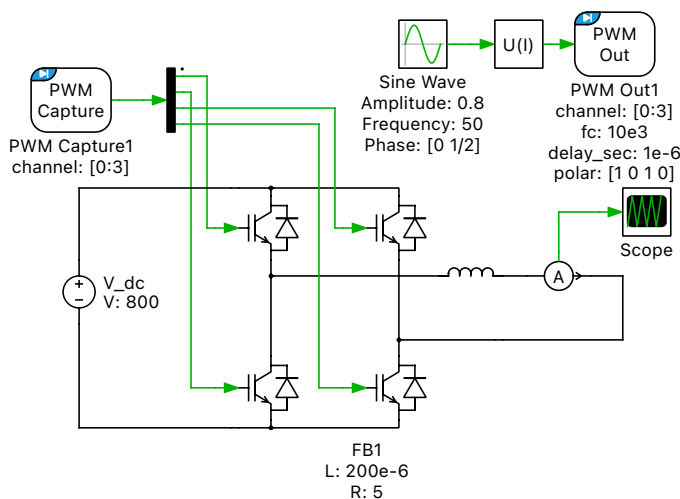 PWM
Capture
PWM Capture1
channel: [0:3]
Sine Wave
Amplitude: 0.8
Frequency: 50
Phase: [0 1/2]
U(I)
PWM
Out
PWM Out1
channel: [0:3]
fc: 10e3
delay_sec: 1e-6
polar: [1 0 1 0]
Scope
V_dc
V: 800
A
FB1
L: 200e-6
R: 5